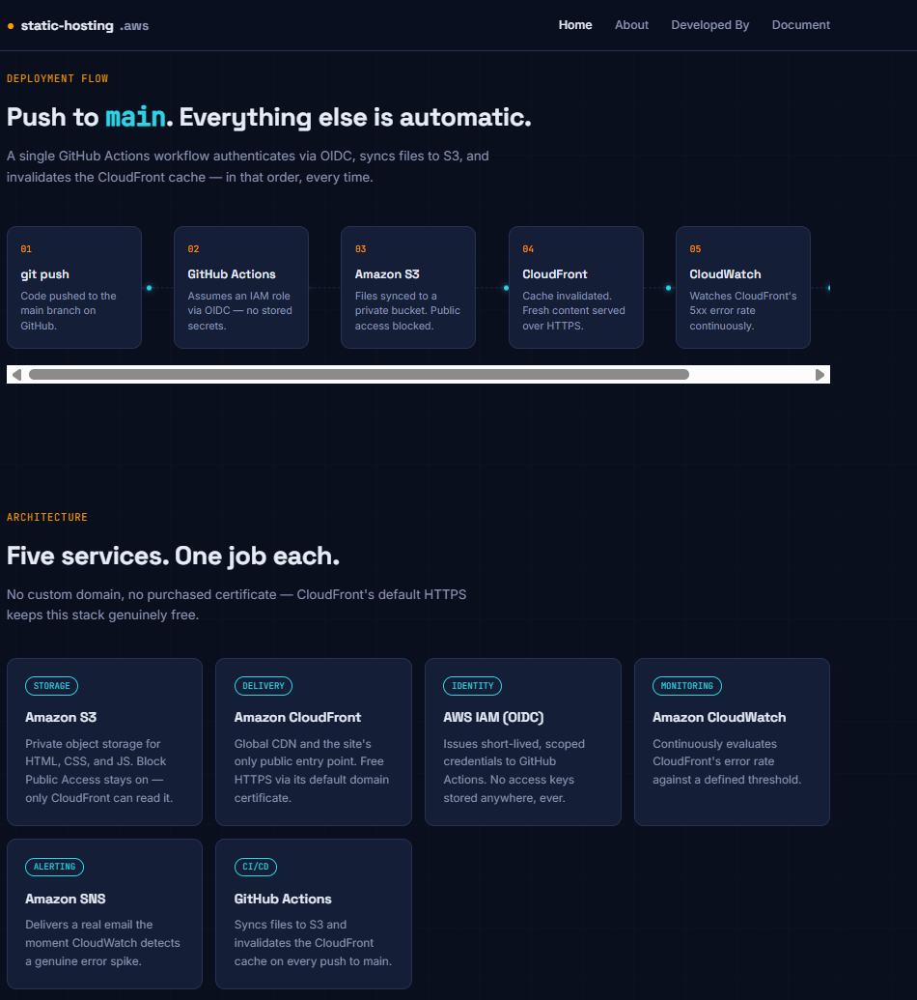 static-hosting .aws
Home About Developed By Document
DEPLOYMENT FLOW
Push to main. Everything else is automatic.
A single GitHub Actions workflow authenticates via OIDC, syncs files to S3, and
invalidates the CloudFront cache — in that order, every time.
01
git push
Code pushed to the
main branch on
GitHub.
02
GitHub Actions
Assumes an IAM role
via OIDC — no stored
secrets.
03
Amazon S3
Files synced to a
private bucket. Public
access blocked.
04
CloudFront
Cache invalidated.
Fresh content served
over HTTPS.
05
CloudWatch
Watches CloudFront's
5xx error rate
continuously.
ARCHITECTURE
Five services. One job each.
No custom domain, no purchased certificate — CloudFront's default HTTPS
keeps this stack genuinely free.
STORAGE
Amazon S3
Private object storage for
HTML, CSS, and JS. Block
Public Access stays on —
only CloudFront can read it.
DELIVERY
Amazon CloudFront
Global CDN and the site's
only public entry point. Free
HTTPS via its default domain
certificate.
IDENTITY
AWS IAM (OIDC)
Issues short-lived, scoped
credentials to GitHub
Actions. No access keys
stored anywhere, ever.
MONITORING
Amazon CloudWatch
Continuously evaluates
CloudFront's error rate
against a defined threshold.
ALERTING
Amazon SNS
Delivers a real email the
moment CloudWatch detects
a genuine error spike.
CI/CD
GitHub Actions
Syncs files to S3 and
invalidates the CloudFront
cache on every push to main.